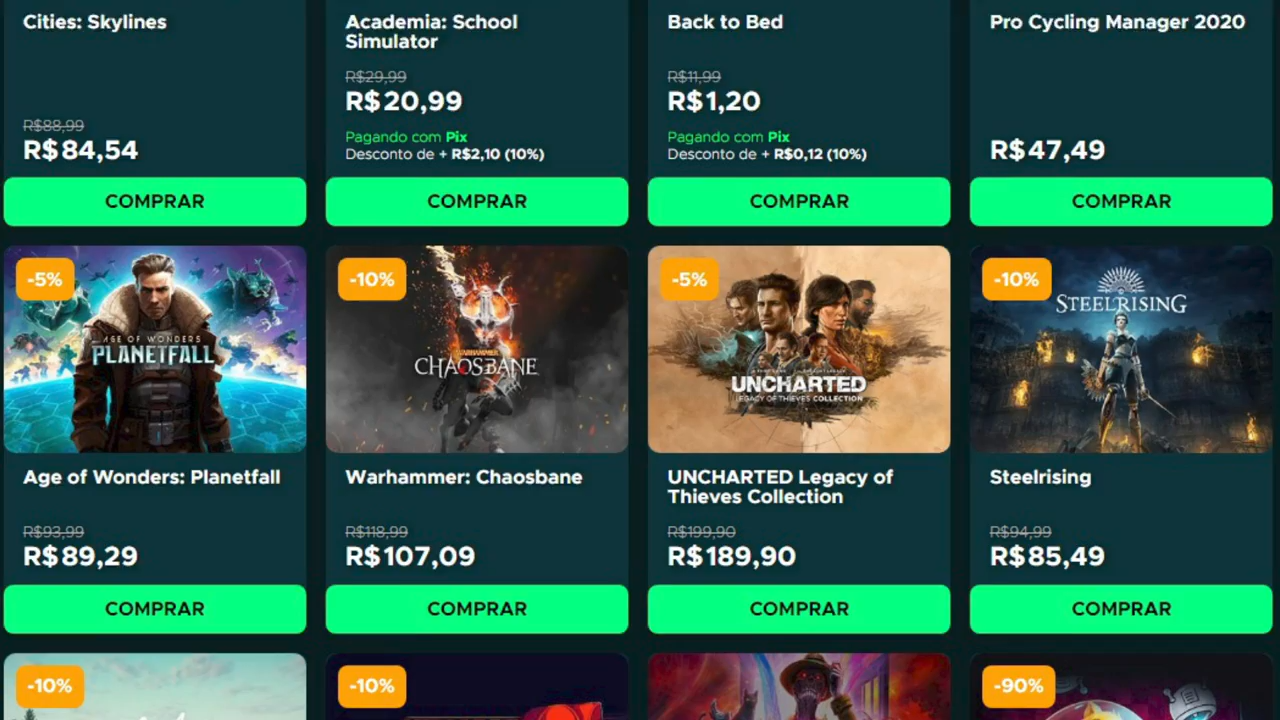 Cities: Skylines
R$88,99
R$84,54
COMPRAR
Academia: School
Simulator
R$29,99
R$20,99
Pagando com Pix
Desconto de + R$2,10 (10%)
COMPRAR
Back to Bed
R$11,99
R$1,20
Pagando com Pix
Desconto de + R$0,12 (10%)
COMPRAR
Pro Cycling Manager 2020
R$47,49
COMPRAR
-5%
AGE OF WONDERS
PLANETFALL
Age of Wonders: Planetfall
R$93,99
R$89,29
COMPRAR
-10%
WARHAMMER
CHAOSBANE
Warhammer: Chaosbane
R$118,99
R$107,09
COMPRAR
-5%
UNCHARTED
LEGACY OF THIEVES COLLECTION
UNCHARTED Legacy of
Thieves Collection
R$199,90
R$189,90
COMPRAR
-10%
STEELRISING
Steelrising
R$94,99
R$85,49
COMPRAR
-10%
-10%
-90%